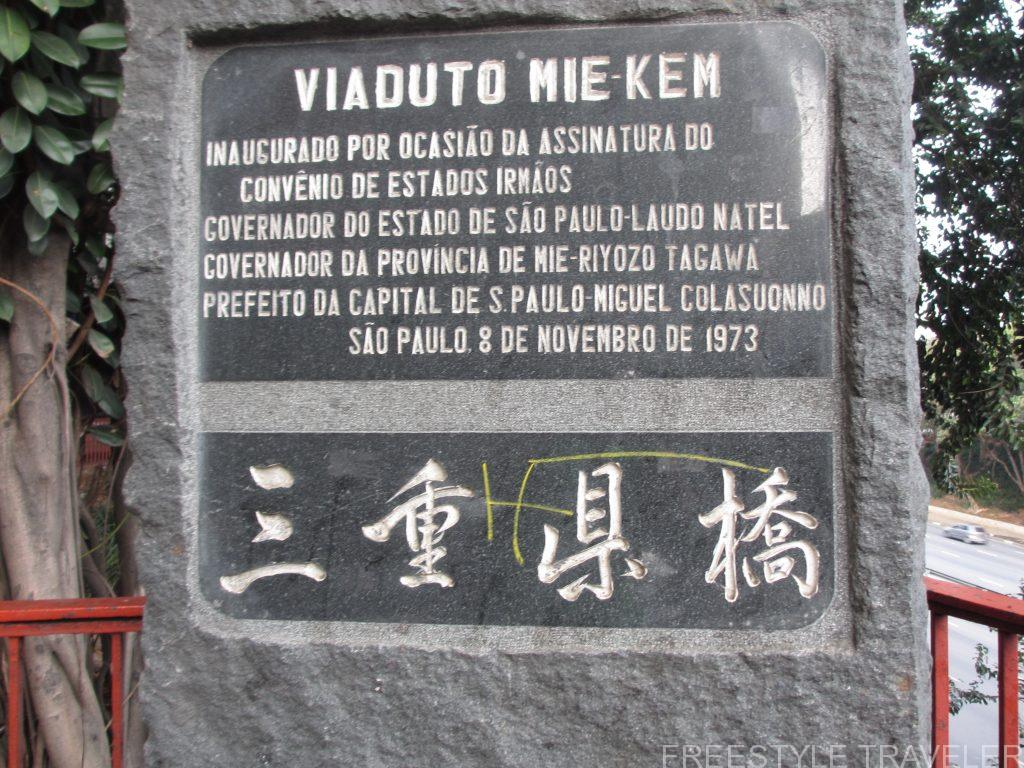 VIADUTO MIE-KEM
INAUGURADO POR OCASIÃO DA ASSINATURA DO
CONVÊNIO DE ESTADOS IRMÃOS
GOVERNADOR DO ESTADO DE SÃO PAULO-LAUDO NATEL
GOVERNADOR DA PROVÍNCIA DE MIE-RIYOZO TAGAWA
PREFEITO DA CAPITAL DE S.PAULO-MIGUEL COLASUONNO
SÃO PAULO, 8 DE NOVEMBRO DE 1973
三重県橋
FREESTYLE TRAVELER